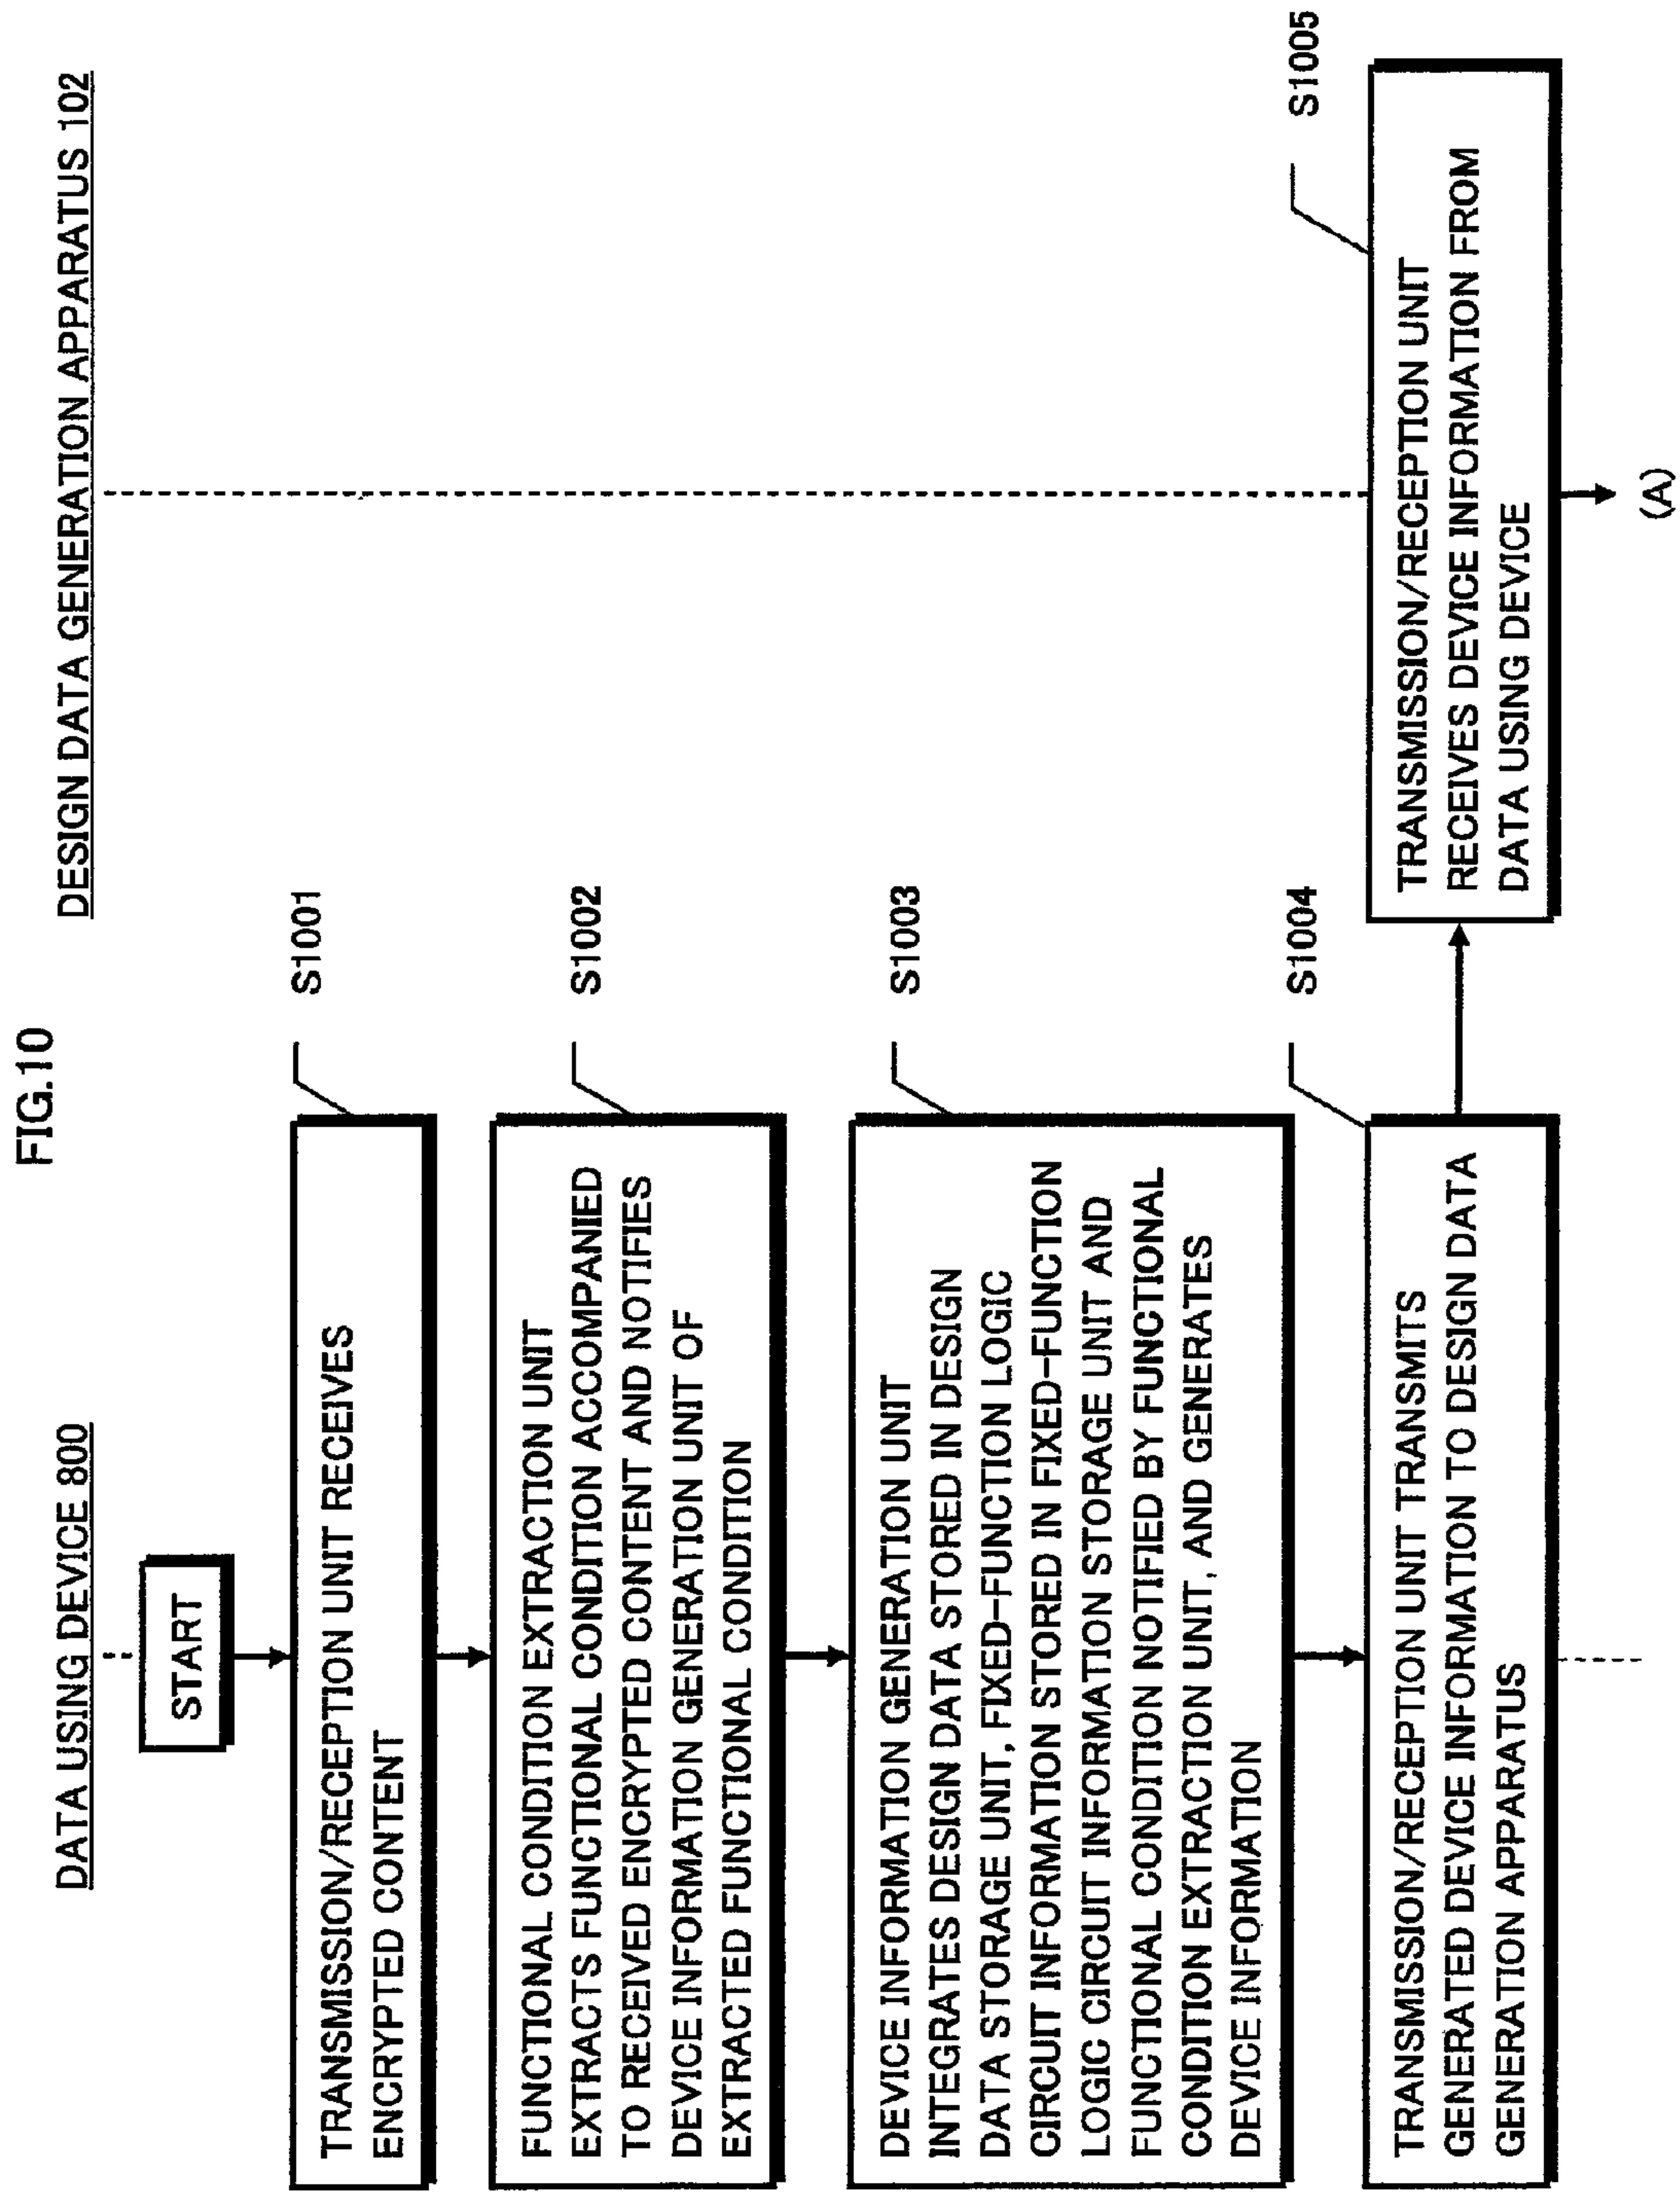 FIG.10
DATA USING DEVICE 800
DESIGN DATA GENERATION APPARATUS 102
START
S1001
TRANSMISSION/RECEPTION UNIT RECEIVES
ENCRYPTED CONTENT
S1002
FUNCTIONAL CONDITION EXTRACTION UNIT
EXTRACTS FUNCTIONAL CONDITION ACCOMPANIED
TO RECEIVED ENCRYPTED CONTENT AND NOTIFIES
DEVICE INFORMATION GENERATION UNIT OF
EXTRACTED FUNCTIONAL CONDITION
S1003
DEVICE INFORMATION GENERATION UNIT
INTEGRATES DESIGN DATA STORED IN DESIGN
DATA STORAGE UNIT, FIXED-FUNCTION LOGIC
CIRCUIT INFORMATION STORED IN FIXED-FUNCTION
LOGIC CIRCUIT INFORMATION STORAGE UNIT AND
FUNCTIONAL CONDITION NOTIFIED BY FUNCTIONAL
CONDITION EXTRACTION UNIT, AND GENERATES
DEVICE INFORMATION
S1004
TRANSMISSION/RECEPTION UNIT TRANSMITS
GENERATED DEVICE INFORMATION TO DESIGN DATA
GENERATION APPARATUS
S1005
TRANSMISSION/RECEPTION UNIT
RECEIVES DEVICE INFORMATION FROM
DATA USING DEVICE
(A)